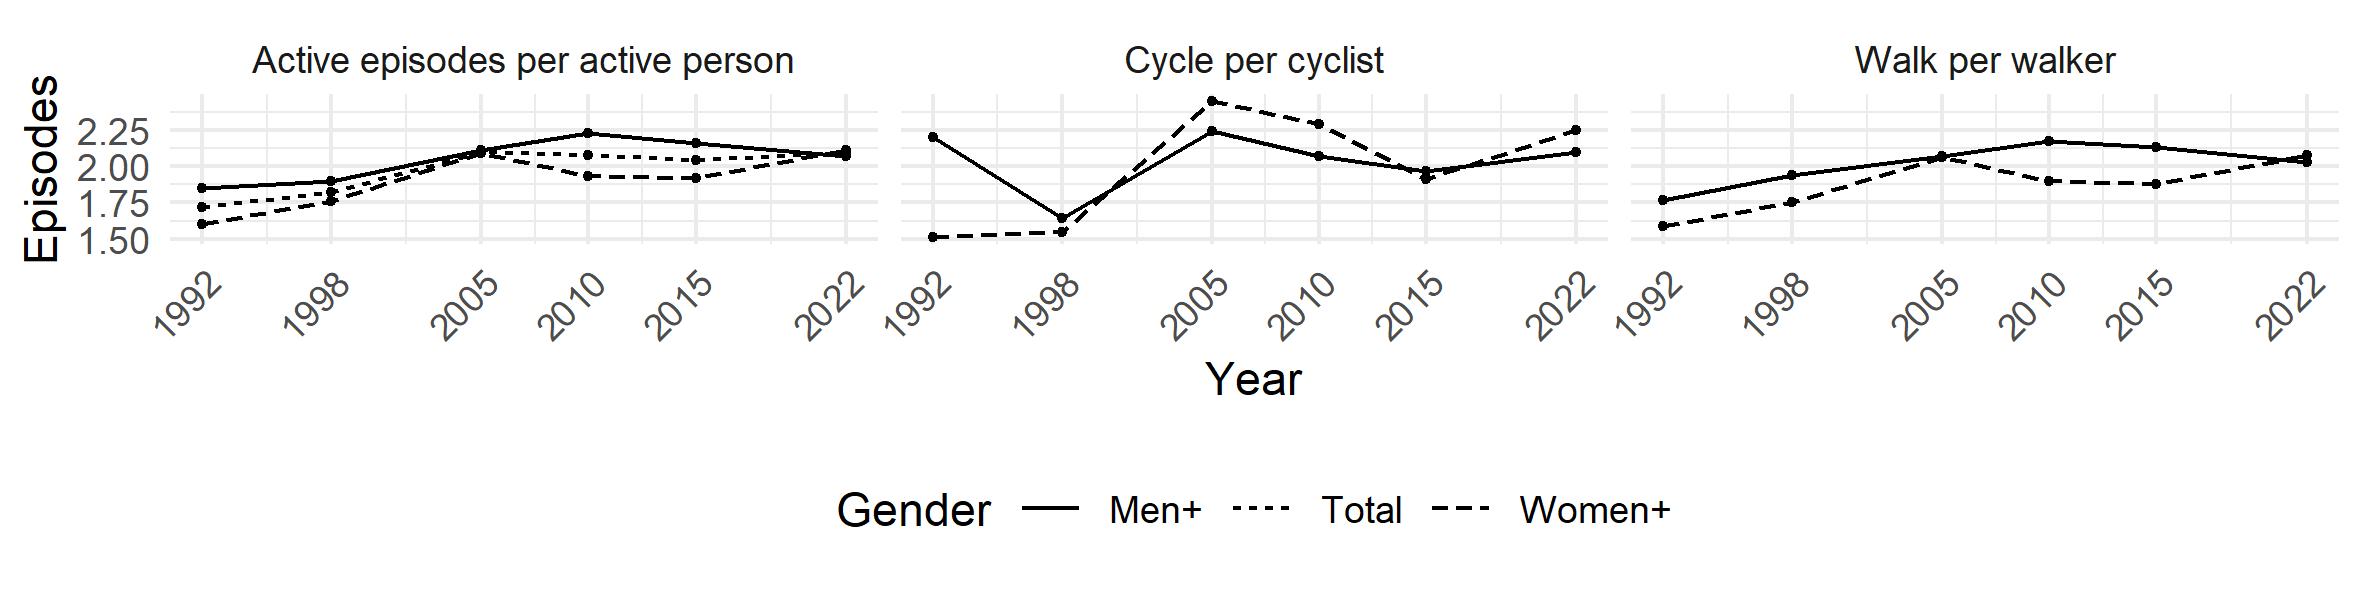 Active episodes per active person
Cycle per cyclist
Walk per walker
Episodes
2.25
2.00
1.75
1.50
1992 1998 2005 2010 2015 2022
1992 1998 2005 2010 2015 2022
1992 1998 2005 2010 2015 2022
Year
Gender Men+ Total Women+